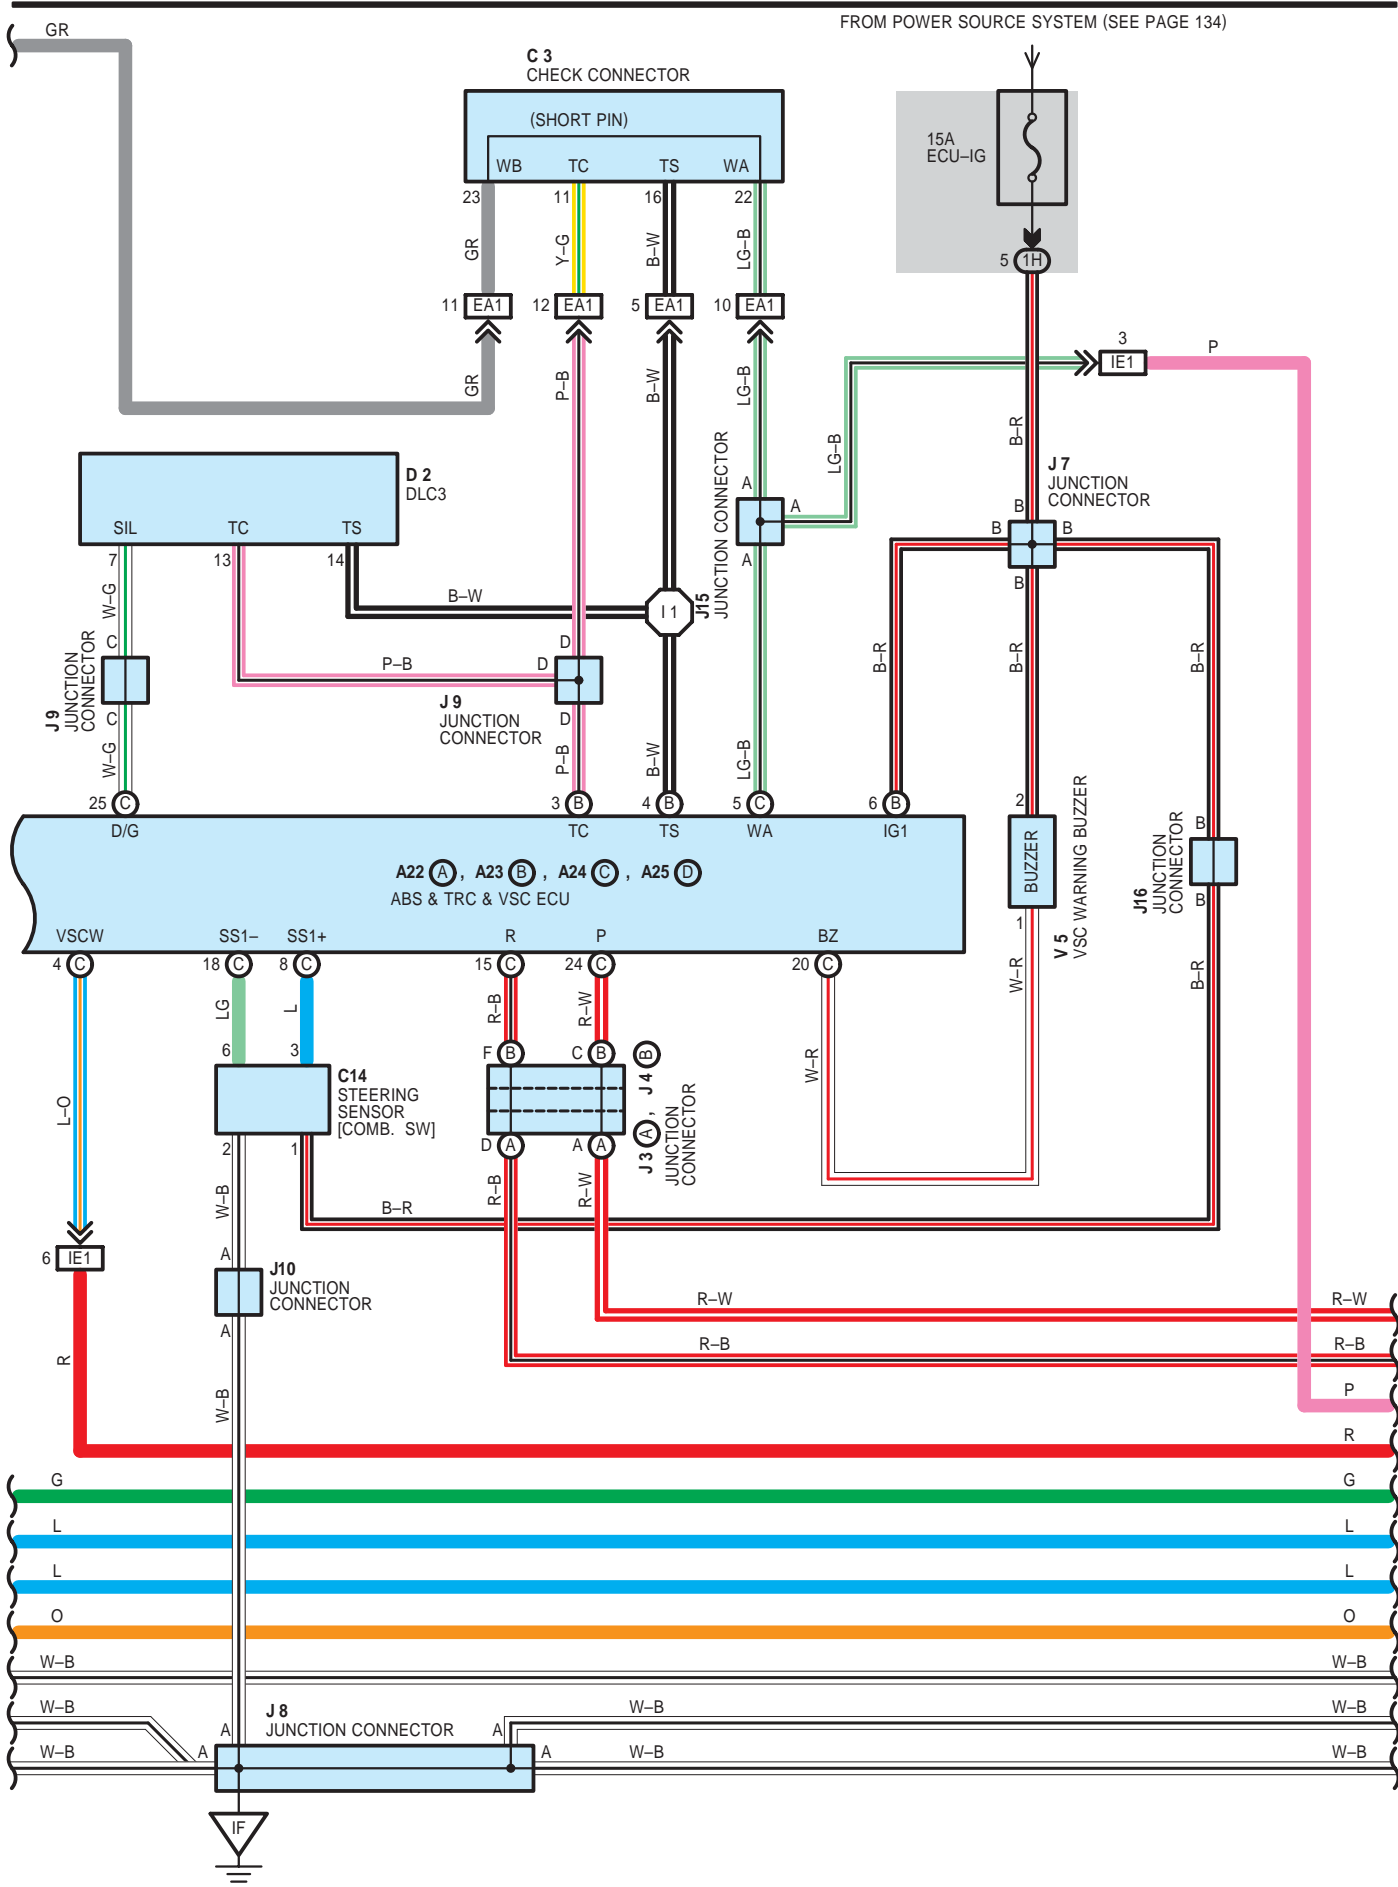 FROM POWER SOURCE SYSTEM (SEE PAGE 134)
GR
C 3
CHECK CONNECTOR
(SHORT PIN)
WB TC TS WA
23 11 16 22
15A
ECU–IG
5 1H
GR Y–G B–W LG–B
11 EA1 12 EA1 5 EA1 10 EA1
3
IE1
P
GR P–B B–W LG–B
LG–B
B–R
D 2
DLC3
SIL TC TS
7 13 14
J15
JUNCTION CONNECTOR
A
A
A
J 7
JUNCTION
CONNECTOR
B
B
B
B
W–G
B–W
I 1
C
J 9
JUNCTION
CONNECTOR
C
W–G
P–B
D
D
D
J 9
JUNCTION
CONNECTOR
P–B B–W LG–B
B–R B–R B–R
25 C 3 B 4 B 5 C 6 B
D/G TC TS WA IG1
A22 A , A23 B , A24 C , A25 D
ABS & TRC & VSC ECU
VSCW SS1– SS1+ R P BZ
4 C 18 C 8 C 15 C 24 C 20 C
2
BUZZER
1
V 5
VSC WARNING BUZZER
B
J16
JUNCTION
CONNECTOR
B
LG L R–B R–W W–R B–R
6 3
C14
STEERING
SENSOR
[COMB. SW]
2 1
F B C B
D A A A
J 3 A , J 4 B
JUNCTION
CONNECTOR
W–R
L–O
W–B
R–B R–W
B–R
6 IE1
A
J10
JUNCTION
CONNECTOR
A
R
W–B
R–W R–W
R–B R–B
P
R
G G
L L
L L
O O
W–B W–B
W–B W–B W–B
J 8
JUNCTION CONNECTOR
A A
W–B A A W–B W–B
IF